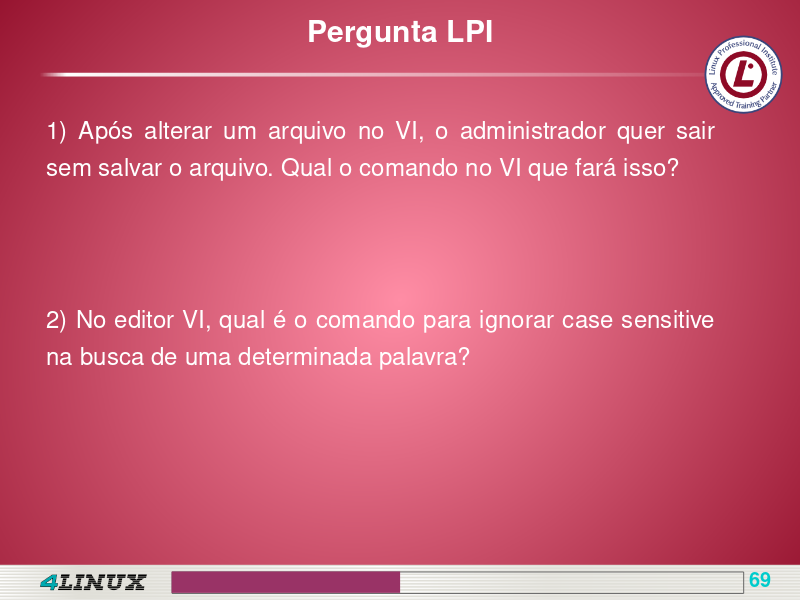 Pergunta LPI
Linux Professional Institute
Approved Training Partner
1) Após alterar um arquivo no VI, o administrador quer sair
sem salvar o arquivo. Qual o comando no VI que fará isso?
2) No editor VI, qual é o comando para ignorar case sensitive
na busca de uma determinada palavra?
4LINUX
69